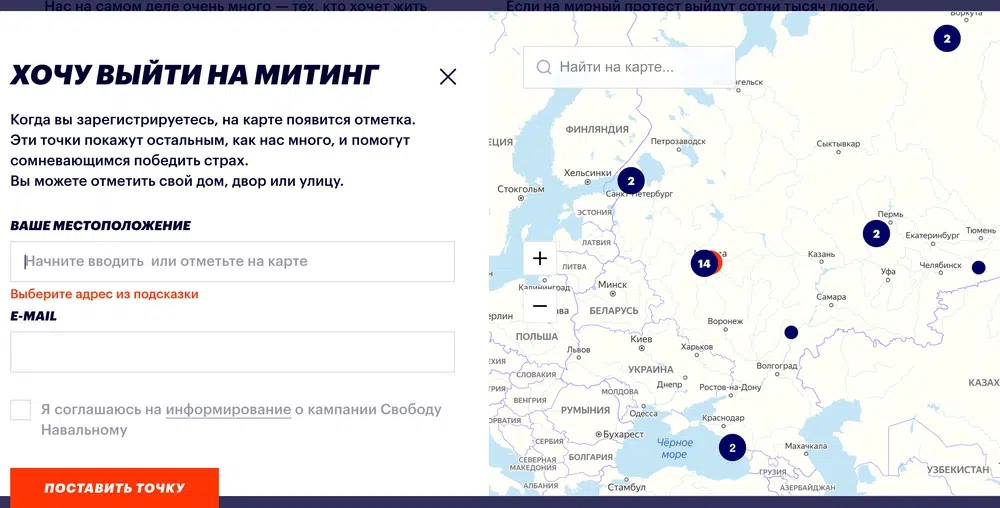 Нас на самом деле очень много — тех, кто хочет жить
Если на мирный протест выйдут сотни тысяч людей,
ХОЧУ ВЫЙТИ НА МИТИНГ
Когда вы зарегистрируетесь, на карте появится отметка.
Эти точки покажут остальным, как нас много, и помогут
сомневающимся победить страх.
Вы можете отметить свой дом, двор или улицу.
ВАШЕ МЕСТОПОЛОЖЕНИЕ
Начните вводить или отметьте на карте
Выберите адрес из подсказки
E-MAIL
Я соглашаюсь на информирование о кампании Свободу
Навальному
ПОСТАВИТЬ ТОЧКУ
Найти на карте...
Воркута
2
ФИНЛЯНДИЯ
Петрозаводск
Сыктывкар
Хельсинки
2
Стокгольм
Санкт-Петербург
ЭСТОНИЯ
Пермь
2
Екатеринбург
Тюмень
ЛАТВИЯ
14
Казань
Челябинск
+
ЛИТВА
Уфа
Калининград
Минск
Самара
−
БЕЛАРУСЬ
Воронеж
ПОЛЬША
Киев
Харьков
Львов
Волгоград
СЛОВАКИЯ
УКРАИНА
Днепр
Ростов-на-Дону
ВЕНГРИЯ
МОЛДОВА
РУМЫНИЯ
Одесса
Краснодар
Бухарест
СЕРБИЯ
Чёрное
море
2
Махачкала
БОЛГАРИЯ
СЕВЕРНАЯ
МАКЕДОНИЯ
ГРУЗИЯ
УЗБЕКИСТАН
АЛБАНИЯ
Стамбул
АЗЕРБАЙДЖАН